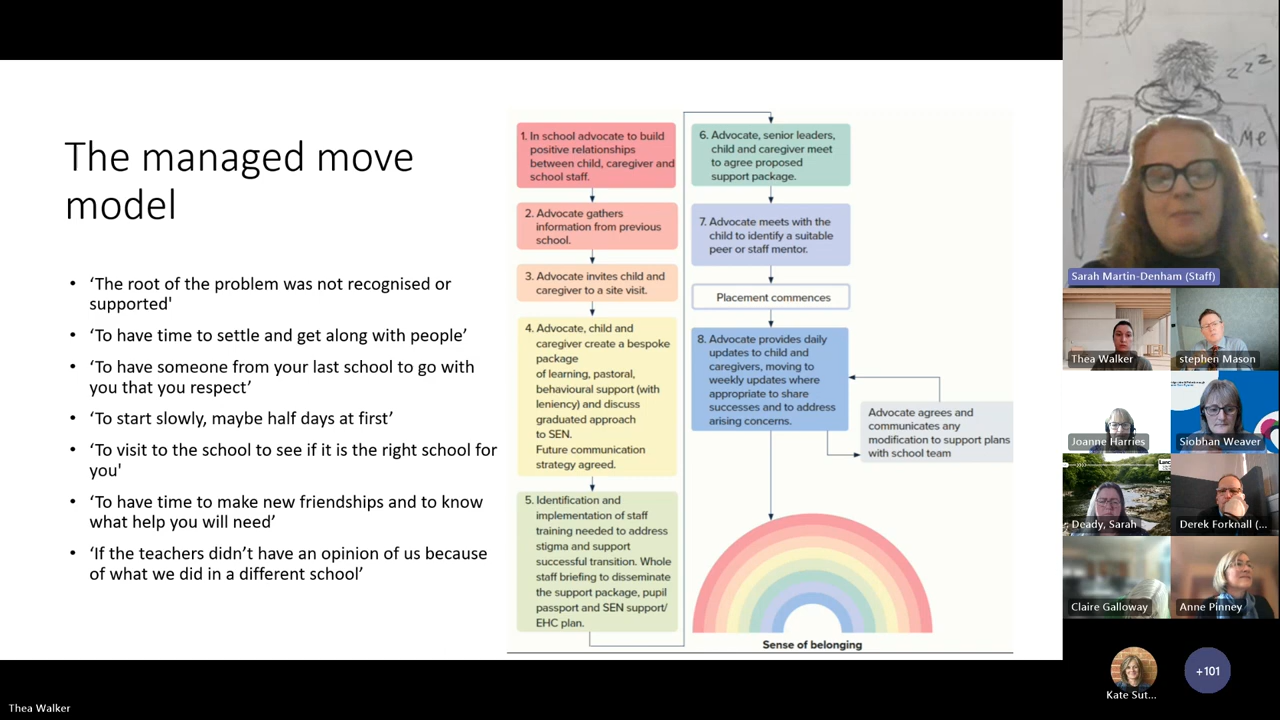 The managed move
model
• ‘The root of the problem was not recognised or
supported'
• ‘To have time to settle and get along with people’
• ‘To have someone from your last school to go with
you that you respect’
• ‘To start slowly, maybe half days at first’
• ‘To visit to the school to see if it is the right school for
you'
• ‘To have time to make new friendships and to know
what help you will need’
• ‘If the teachers didn’t have an opinion of us because
of what we did in a different school’
1. In school advocate to build
positive relationships
between child, caregiver and
school staff.
2. Advocate gathers
information from previous
school.
3. Advocate invites child and
caregiver to a site visit.
4. Advocate, child and
caregiver create a bespoke
package
of learning, pastoral,
behavioural support (with
leniency) and discuss
graduated approach
to SEN.
Future communication
strategy agreed.
5. Identification and
implementation of staff
training needed to address
stigma and support
successful transition. Whole
staff briefing to disseminate
the support package, pupil
passport and SEN support/
EHC plan.
6. Advocate, senior leaders,
child and caregiver meet
to agree proposed
support package.
7. Advocate meets with the
child to identify a suitable
peer or staff mentor.
Placement commences
8. Advocate provides daily
updates to child and
caregivers, moving to
weekly updates where
appropriate to share
successes and to address
arising concerns.
Advocate agrees and
communicates any
modification to support plans
with school team
Sense of belonging
zzz
Me
Sarah Martin-Denham (Staff)
Thea Walker
stephen Mason
Joanne Harries
Siobhan Weaver
Deady, Sarah
Derek Forknall (...
Claire Galloway
Anne Pinney
Kate Sut...
+101
Thea Walker